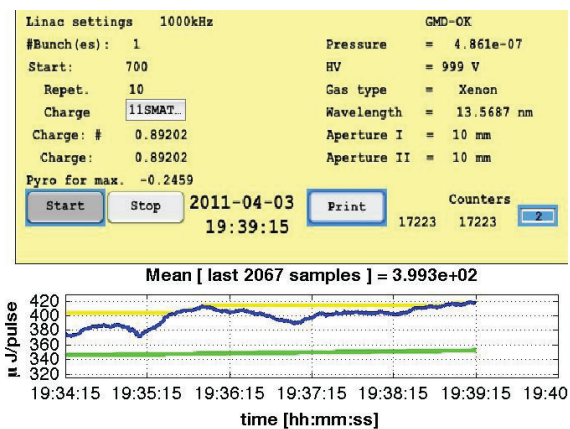 Linac settings 1000kHz GMD-OK
#Bunch(es): 1 Pressure = 4.861e-07
Start: 700 HV = 999 V
Repet. 10 Gas type = Xenon
Charge 11SMAT... Wavelength = 13.5687 nm
Charge: # 0.89202 Aperture I = 10 mm
Charge: 0.89202 Aperture II = 10 mm
Pyro for max. -0.2459
Start Stop 2011-04-03 Print Counters
19:39:15 17223 17223 2
Mean [ last 2067 samples ] = 3.993e+02
μ J/pulse
420
400
380
360
340
320
19:34:15 19:35:15 19:36:15 19:37:15 19:38:15 19:39:15 19:40
time [hh:mm:ss]